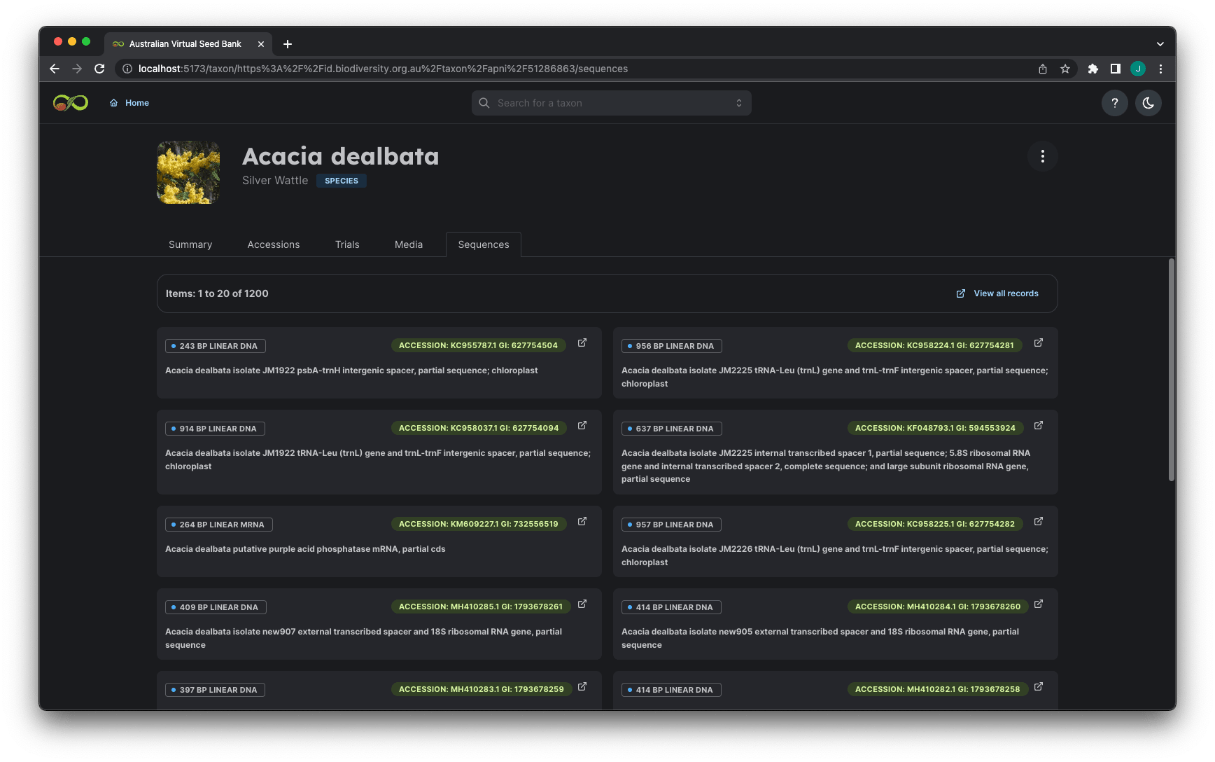 Australian Virtual Seed Bank
localhost:5173/taxon/https%3A%2F%2Fid.biodiversity.org.au%2Ftaxon%2Fapni%2F51286863/sequences
J
Home
Search for a taxon
?
Acacia dealbata
Silver Wattle SPECIES
Summary Accessions Trials Media Sequences
Items: 1 to 20 of 1200 View all records
243 BP LINEAR DNA ACCESSION: KC955787.1 GI: 627754504
Acacia dealbata isolate JM1922 psbA-trnH intergenic spacer, partial sequence; chloroplast
956 BP LINEAR DNA ACCESSION: KC958224.1 GI: 627754281
Acacia dealbata isolate JM2225 tRNA-Leu (trnL) gene and trnL-trnF intergenic spacer, partial sequence;
chloroplast
914 BP LINEAR DNA ACCESSION: KC958037.1 GI: 627754094
Acacia dealbata isolate JM1922 tRNA-Leu (trnL) gene and trnL-trnF intergenic spacer, partial sequence;
chloroplast
637 BP LINEAR DNA ACCESSION: KF048793.1 GI: 594553924
Acacia dealbata isolate JM2225 internal transcribed spacer 1, partial sequence; 5.8S ribosomal RNA
gene and internal transcribed spacer 2, complete sequence; and large subunit ribosomal RNA gene,
partial sequence
264 BP LINEAR MRNA ACCESSION: KM609227.1 GI: 732556519
Acacia dealbata putative purple acid phosphatase mRNA, partial cds
957 BP LINEAR DNA ACCESSION: KC958225.1 GI: 627754282
Acacia dealbata isolate JM2226 tRNA-Leu (trnL) gene and trnL-trnF intergenic spacer, partial sequence;
chloroplast
409 BP LINEAR DNA ACCESSION: MH410285.1 GI: 1793678261
Acacia dealbata isolate new907 external transcribed spacer and 18S ribosomal RNA gene, partial
sequence
414 BP LINEAR DNA ACCESSION: MH410284.1 GI: 1793678260
Acacia dealbata isolate new905 external transcribed spacer and 18S ribosomal RNA gene, partial
sequence
397 BP LINEAR DNA ACCESSION: MH410283.1 GI: 1793678259
414 BP LINEAR DNA ACCESSION: MH410282.1 GI: 1793678258